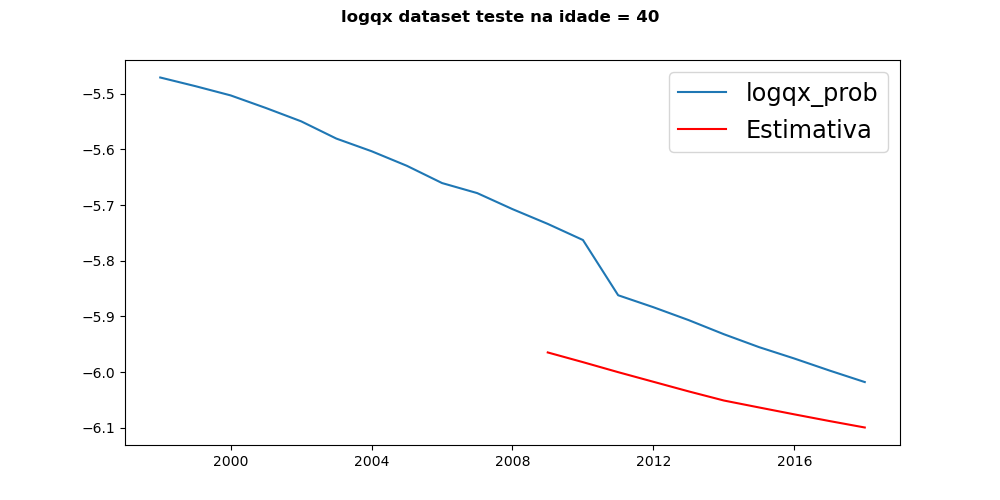 logqx dataset teste na idade = 40
logqx_prob
Estimativa
−5.5
−5.6
−5.7
−5.8
−5.9
−6.0
−6.1
2000 2004 2008 2012 2016